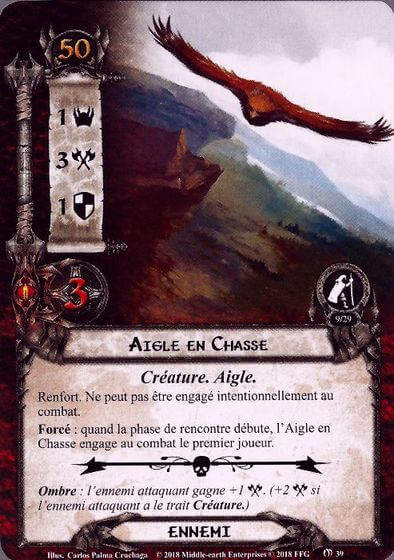 50
1
3
1
3
9/29
AIGLE EN CHASSE
Créature. Aigle.
Renfort. Ne peut pas être engagé intentionnellement au
combat.
Forcé : quand la phase de rencontre débute, l'Aigle en
Chasse engage au combat le premier joueur.
Ombre : l'ennemi attaquant gagne +1 . (+2 si
l'ennemi attaquant a le trait Créature.)
ENNEMI
Illus. Carlos Palma Cruchaga © 2018 Middle-earth Enterprises © 2018 FFG 39